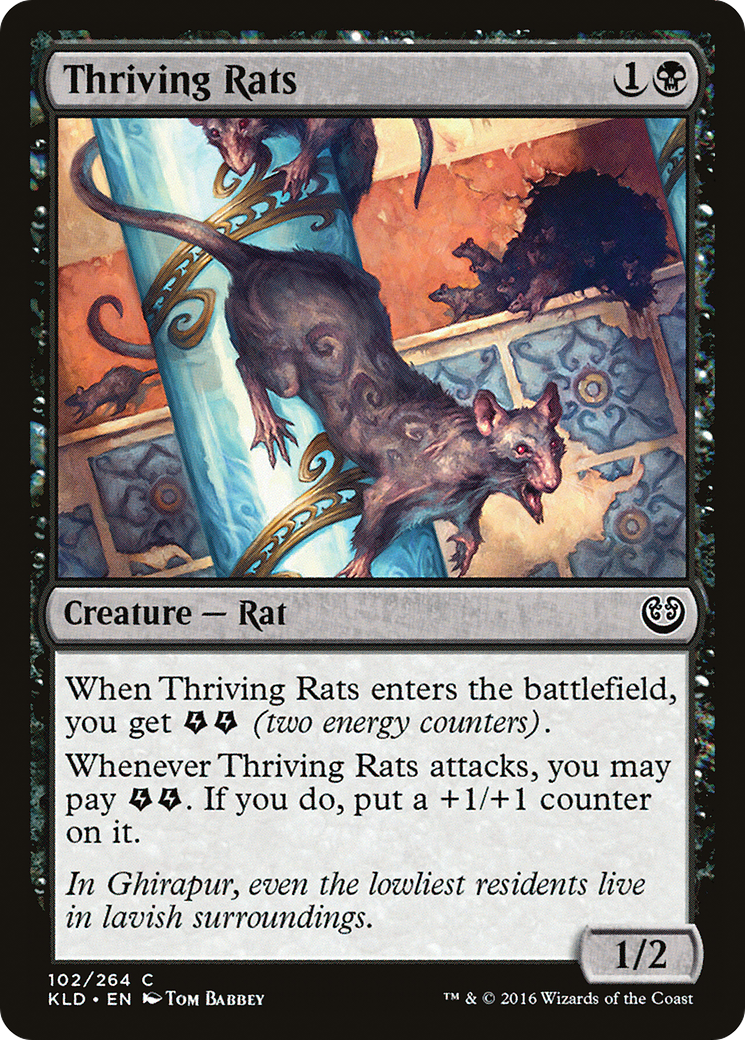 Thriving Rats 1
Creature — Rat
When Thriving Rats enters the battlefield,
you get (two energy counters).
Whenever Thriving Rats attacks, you may
pay . If you do, put a +1/+1 counter
on it.
In Ghirapur, even the lowliest residents live
in lavish surroundings.
1/2
102/264 C
KLD • EN Tom Babbey
™ & © 2016 Wizards of the Coast